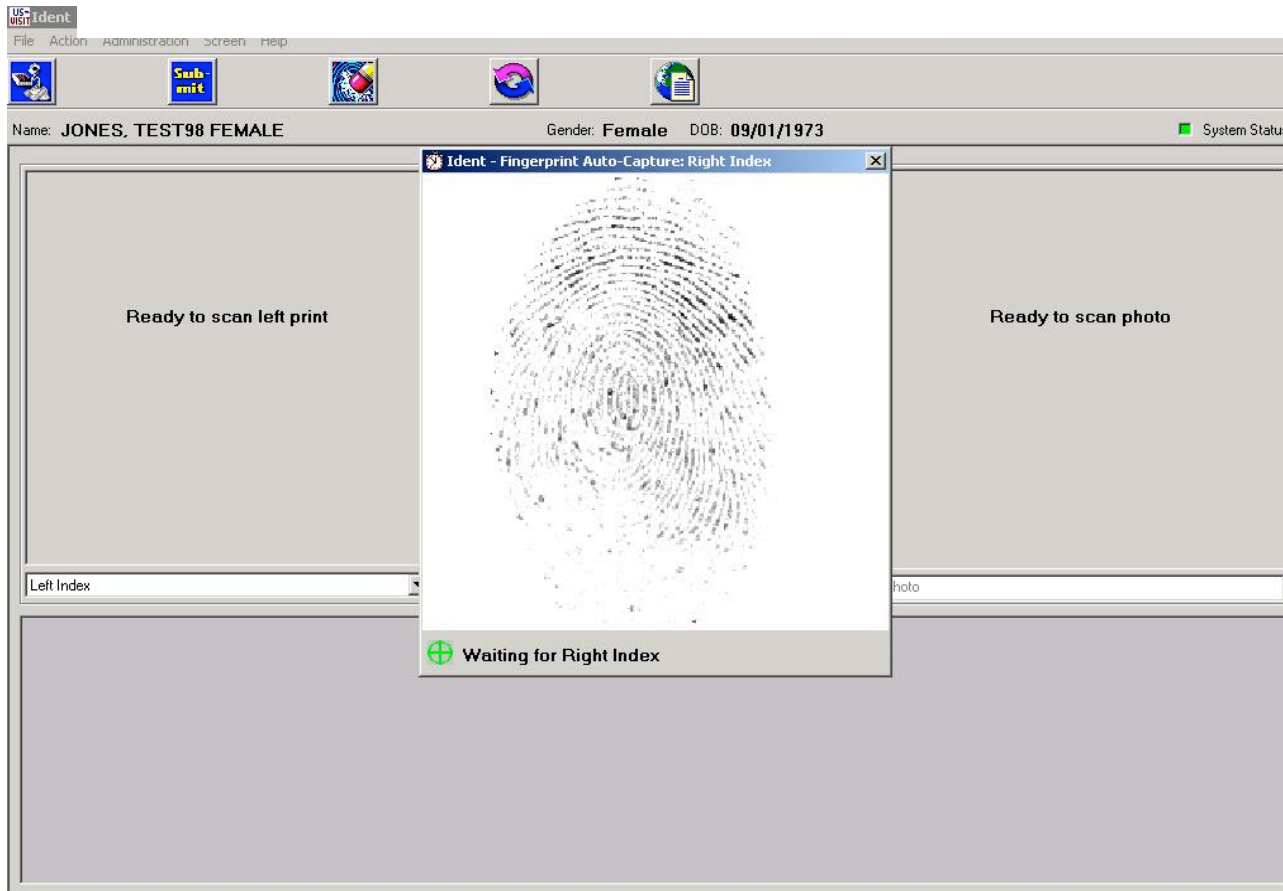 US-VISIT Ident
File Action Administration Screen Help
Sub-mit
Name: JONES, TEST98 FEMALE Gender: Female DOB: 09/01/1973 System Statu
Ident - Fingerprint Auto-Capture: Right Index
Ready to scan left print
Ready to scan photo
Left Index
hoto
Waiting for Right Index